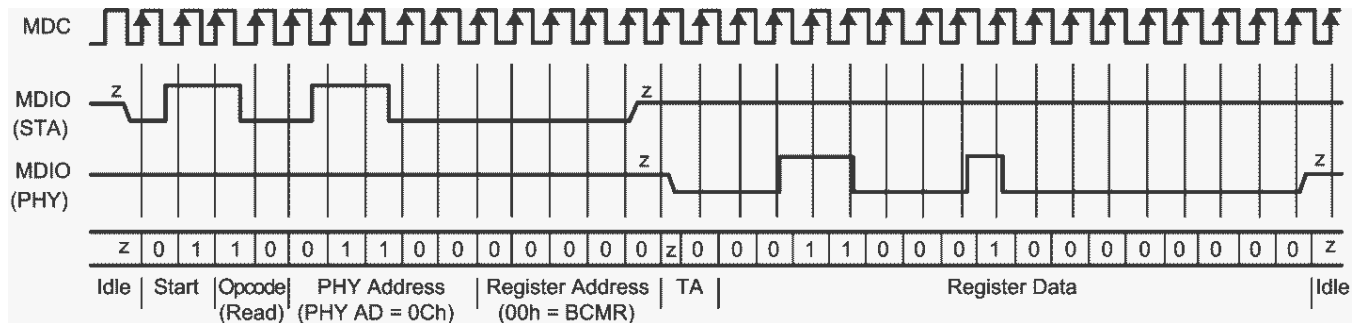 MDC
z z
MDIO
(STA)
z z
MDIO
(PHY)
z 0 1 1 0 0 1 1 0 0 0 0 0 0 0 z 0 0 0 1 1 0 0 0 1 0 0 0 0 0 0 0 0 z
Idle Start Opcode PHY Address Register Address TA Register Data Idle
(Read) (PHY AD = 0Ch) (00h = BCMR)